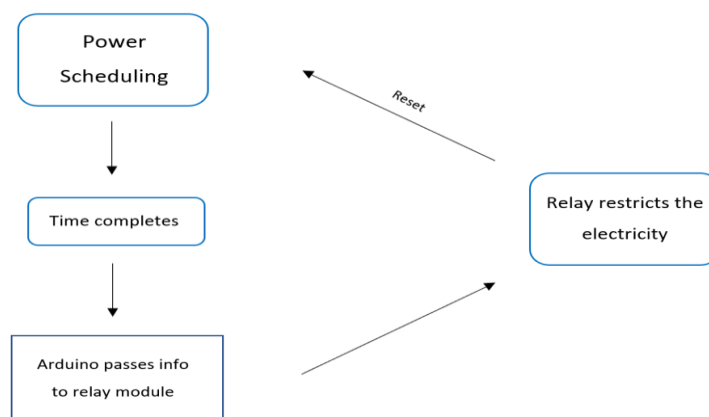 Power
Scheduling
Reset
Time completes
Relay restricts the
electricity
Arduino passes info
to relay module